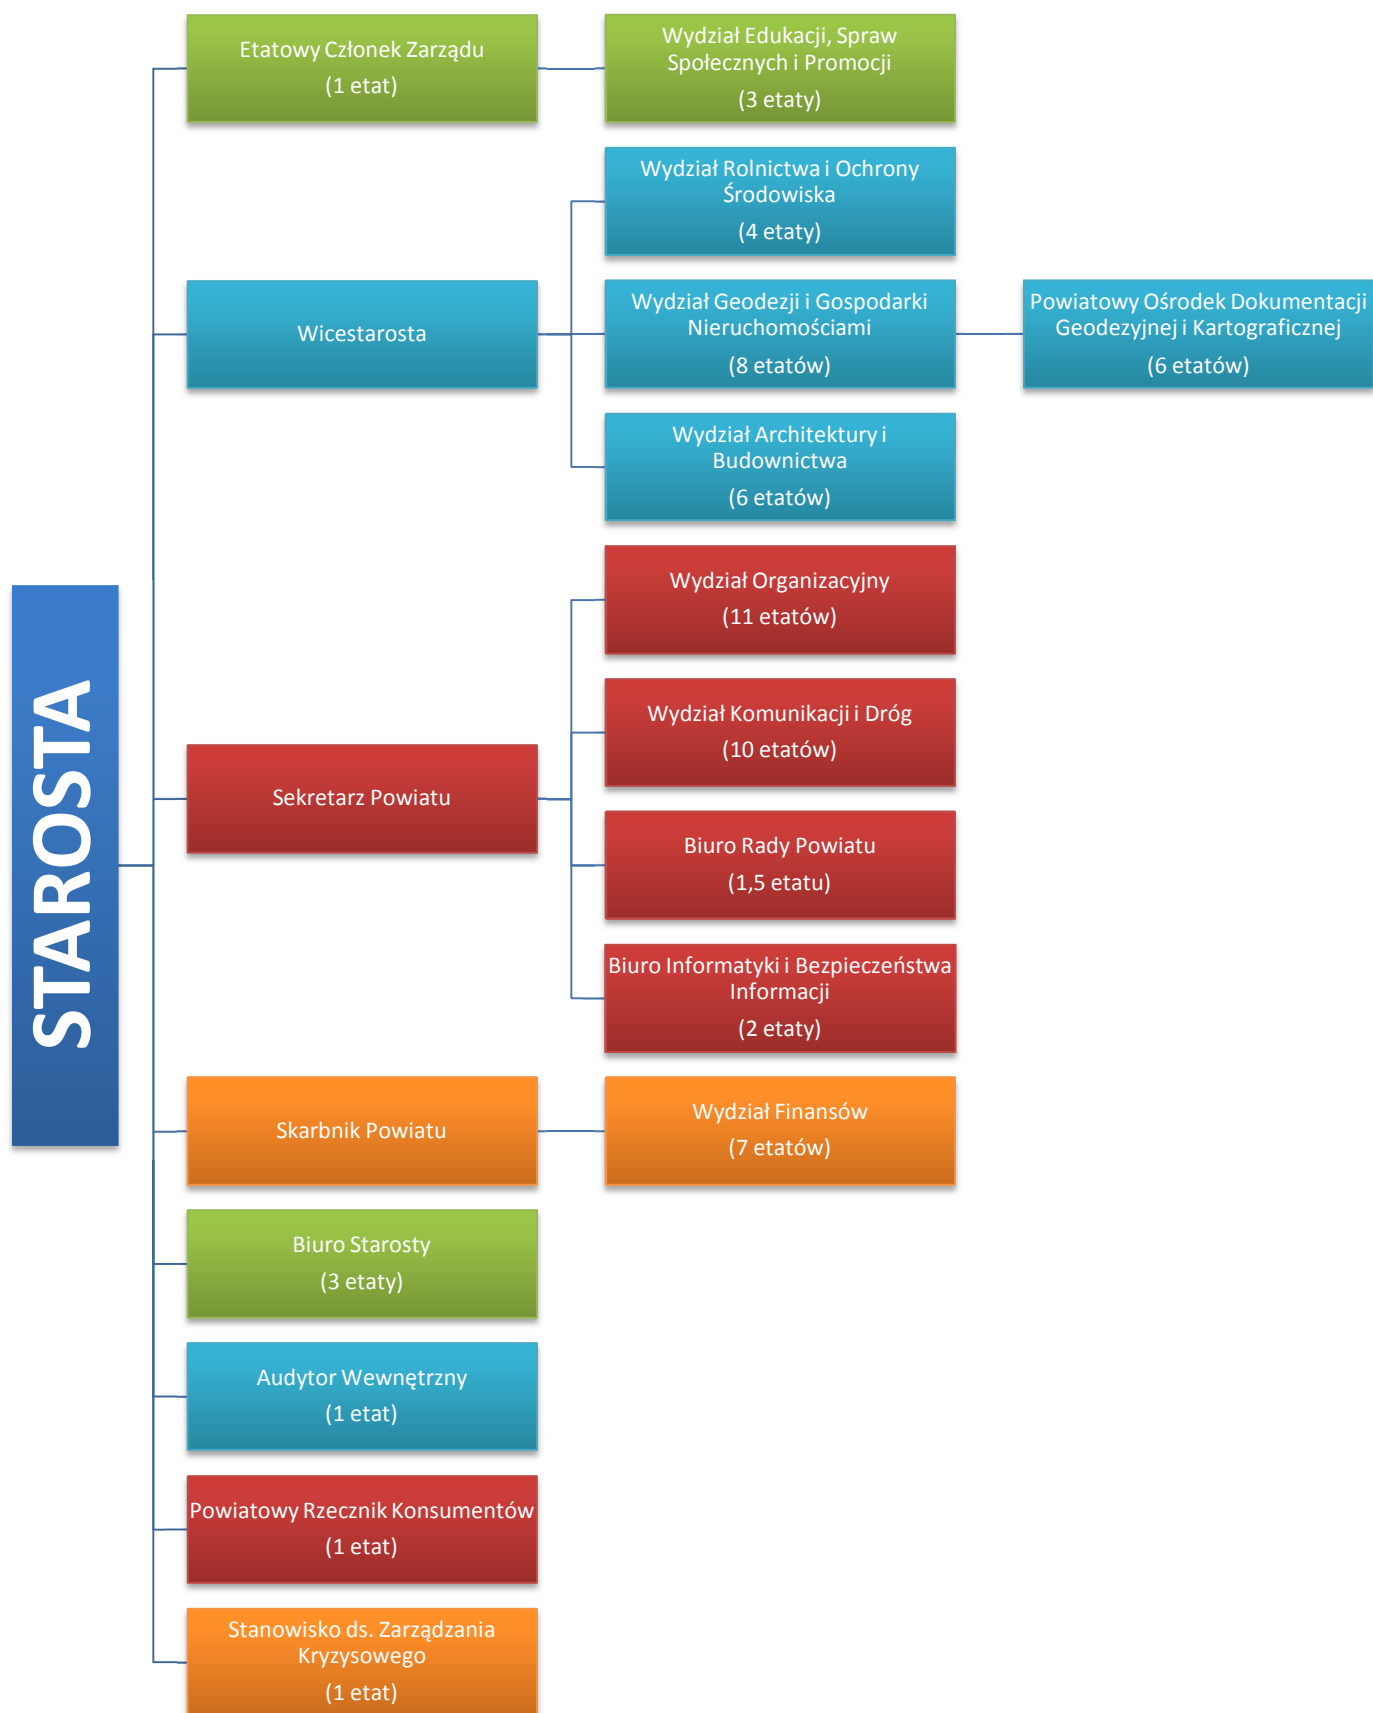 STAROSTA
Etatowy Członek Zarządu
(1 etat)
Wydział Edukacji, Spraw
Społecznych i Promocji
(3 etaty)
Wicestarosta
Wydział Rolnictwa i Ochrony
Środowiska
(4 etaty)
Wydział Geodezji i Gospodarki
Nieruchomościami
(8 etatów)
Powiatowy Ośrodek Dokumentacji
Geodezyjnej i Kartograficznej
(6 etatów)
Wydział Architektury i
Budownictwa
(6 etatów)
Sekretarz Powiatu
Wydział Organizacyjny
(11 etatów)
Wydział Komunikacji i Dróg
(10 etatów)
Biuro Rady Powiatu
(1,5 etatu)
Biuro Informatyki i Bezpieczeństwa
Informacji
(2 etaty)
Skarbnik Powiatu
Wydział Finansów
(7 etatów)
Biuro Starosty
(3 etaty)
Audytor Wewnętrzny
(1 etat)
Powiatowy Rzecznik Konsumentów
(1 etat)
Stanowisko ds. Zarządzania
Kryzysowego
(1 etat)